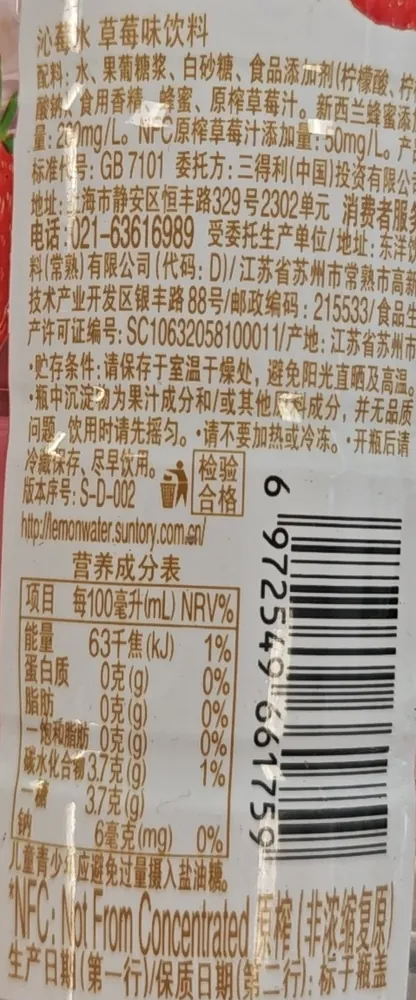 沁莓水 草莓味饮料
配料:水、果葡糖浆、白砂糖、食品添加剂(柠檬酸、柠
酸钠、食用香精、蜂蜜、原榨草莓汁。新西兰蜂蜜添
量: mg/L。NFC原榨草莓汁添加量:50mg/L。产
标准代号:GB 7101 委托方:三得利(中国)投资有限公
地址:上海市静安区恒丰路329号2302单元 消费者服务
电话:021-63616989 受委托生产单位/地址:东洋饮
料(常熟)有限公司(代码:D)/江苏省苏州市常熟市高新
技术产业开发区银丰路88号/邮政编码:215533/食品生
产许可证编号:SC10632058100011/产地:江苏省苏州市
·贮存条件:请保存于室温干燥处,避免阳光直晒及高温。
·瓶中沉淀物为果汁成分和/或其他原料成分,并无品质
问题,饮用时请先摇匀。·请不要加热或冷冻。·开瓶后请
冷藏保存、尽早饮用。
版本序号:S-D-002
检验
合格
http://lemonwater.suntory.com.cn/
营养成分表
项目 每100毫升(mL) NRV%
能量 63千焦(kJ) 1%
蛋白质 0克(g) 0%
脂肪 0克(g) 0%
—饱和脂肪 0克(g) 0%
碳水化合物 3.7克(g) 1%
—糖 3.7克(g)
钠 6毫克(mg) 0%
6 972549 661759
儿童青少年应避免过量摄入盐油糖。
*NFC: Not From Concentrated 原榨(非浓缩复原)
生产日期(第一行)/保质日期(第二行):标于瓶盖